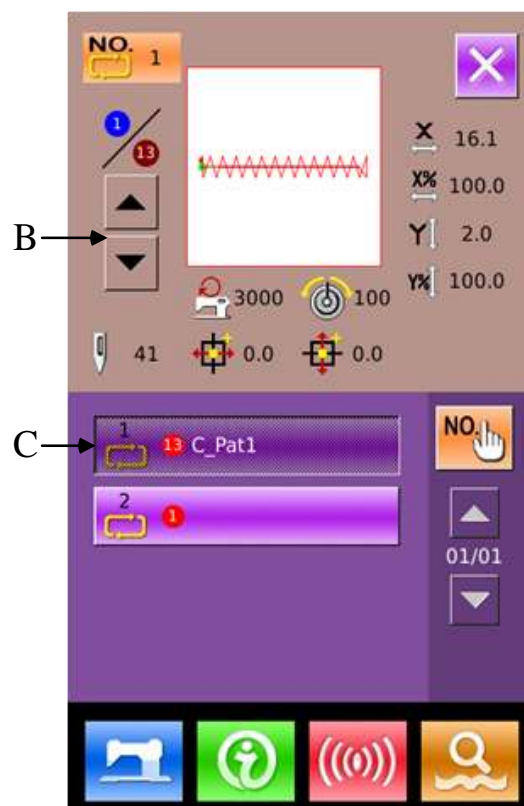 NO. 1
1
13
X 16.1
X% 100.0
Y 2.0
Y% 100.0
B
3000 100
41 0.0 0.0
C
1 13 C_Pat1
NO.
2 1
01/01